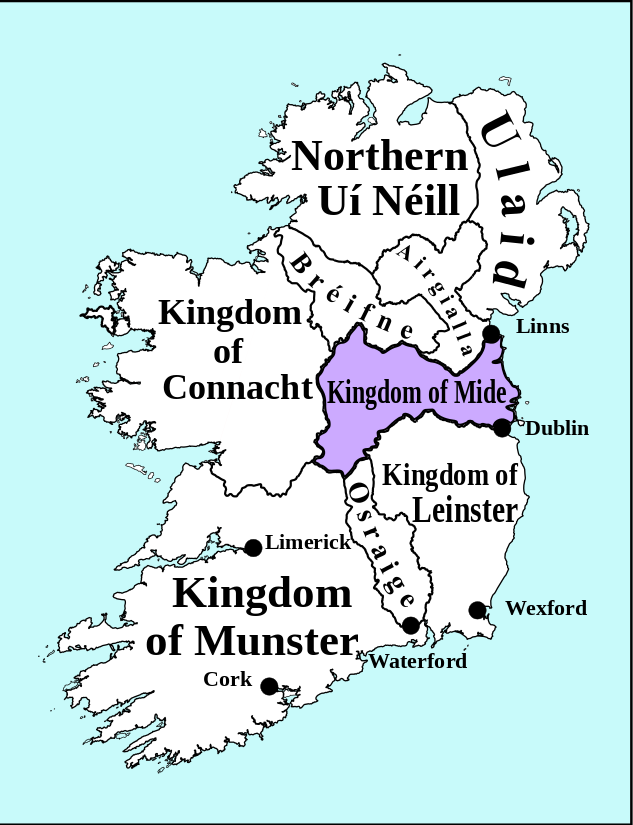 Ulaid
Northern
Uí Néill
Airgialla
Bréifne
Kingdom
of
Connacht
Linns
Kingdom of Mide
Dublin
Kingdom of
Leinster
Osraige
Limerick
Kingdom
of Munster
Wexford
Waterford
Cork